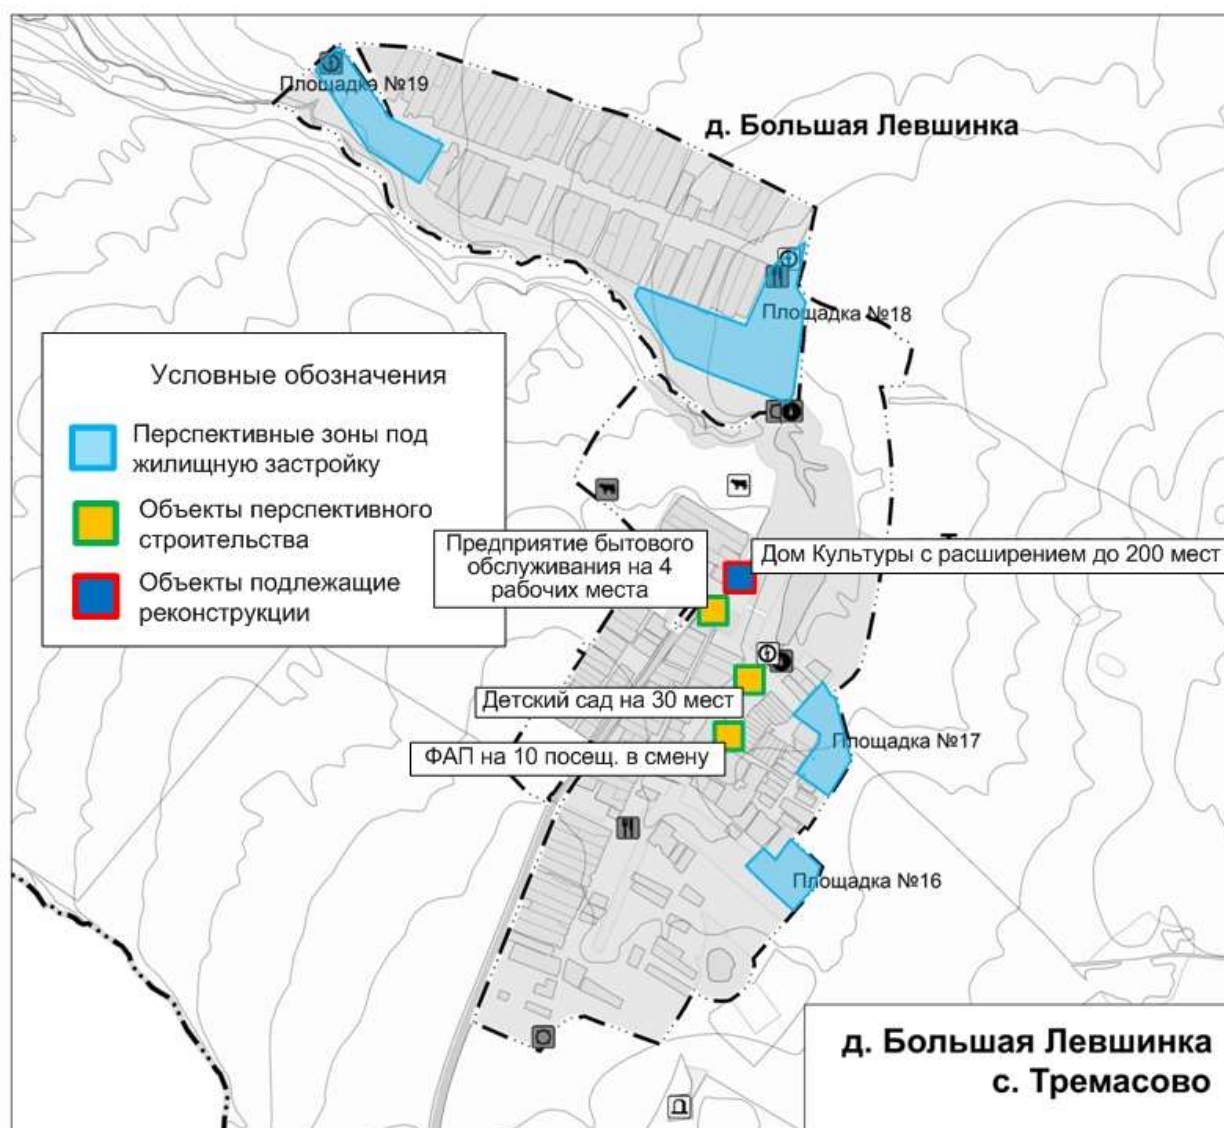 Площадка №19
д. Большая Левшинка
Площадка №18
Условные обозначения
Перспективные зоны под
жилищную застройку
Объекты перспективного
строительства
Объекты подлежащие
реконструкции
Предприятие бытового
обслуживания на 4
рабочих места
Дом Культуры с расширением до 200 мест
Детский сад на 30 мест
ФАП на 10 посещ. в смену
Площадка №17
Площадка №16
д. Большая Левшинка
с. Тремасово